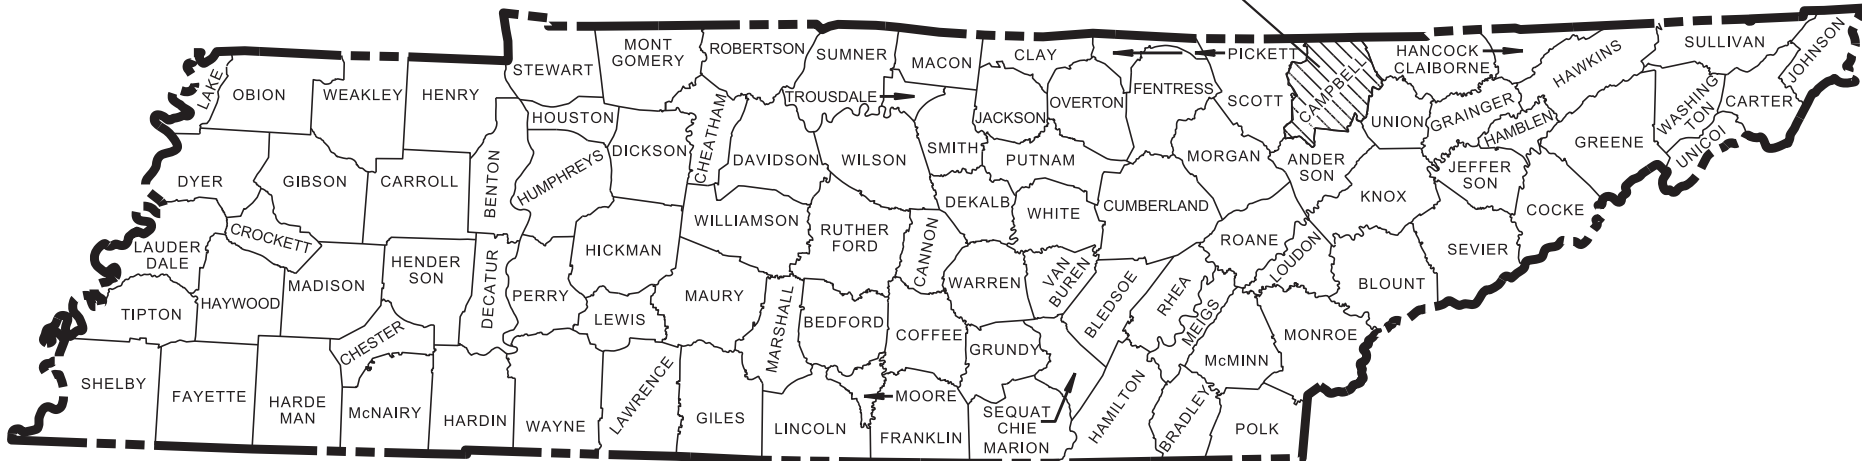 LAKE
OBION
WEAKLEY
HENRY
STEWART
MONT
GOMERY
ROBERTSON
SUMNER
MACON
CLAY
PICKETT
HANCOCK
CLAIBORNE
HAWKINS
SULLIVAN
JOHNSON
TROUSDALE
HOUSTON
DICKSON
CHEATHAM
DAVIDSON
WILSON
SMITH
JACKSON
OVERTON
FENTRESS
SCOTT
CAMPBELL
UNION
GRAINGER
HAMBLEN
GREENE
WASHING
TON
UNICOI
CARTER
DYER
GIBSON
CARROLL
BENTON
HUMPHREYS
PUTNAM
MORGAN
ANDER
SON
KNOX
JEFFER
SON
COCKE
LAUDER
DALE
CROCKETT
WILLIAMSON
RUTHER
FORD
CANNON
DEKALB
WHITE
CUMBERLAND
ROANE
LOUDON
BLOUNT
SEVIER
TIPTON
HAYWOOD
MADISON
HENDER
SON
DECATUR
PERRY
HICKMAN
LEWIS
MAURY
MARSHALL
BEDFORD
COFFEE
WARREN
VAN
BUREN
BLEDSOE
RHEA
MEIGS
McMINN
MONROE
SHELBY
FAYETTE
HARDE
MAN
CHESTER
McNAIRY
HARDIN
WAYNE
LAWRENCE
GILES
LINCOLN
MOORE
FRANKLIN
GRUNDY
SEQUAT
CHIE
MARION
HAMILTON
BRADLEY
POLK